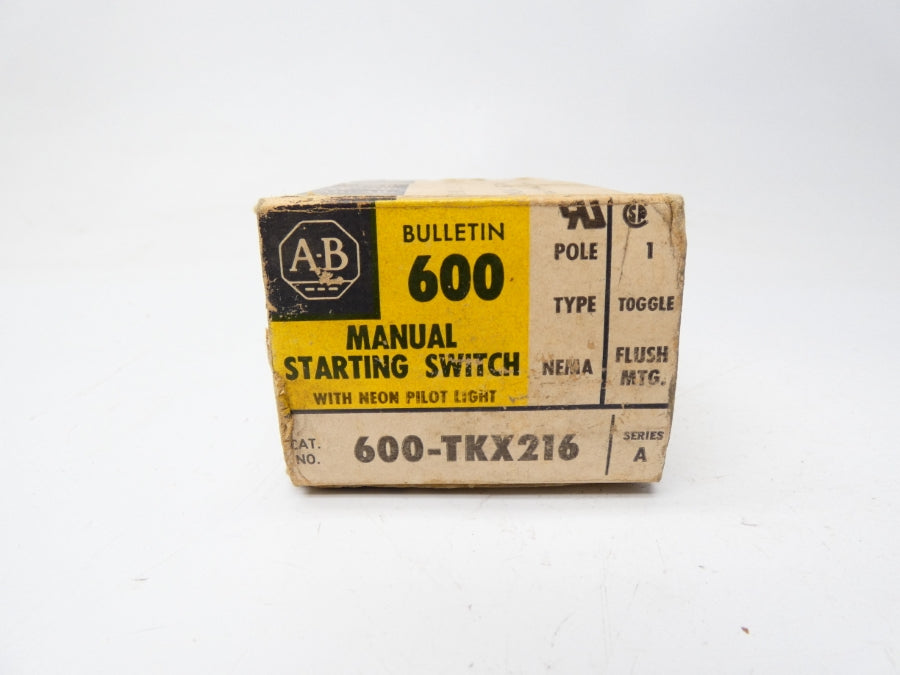 A-B
BULLETIN
600
MANUAL
STARTING SWITCH
WITH NEON PILOT LIGHT
POLE 1
TYPE TOGGLE
NEMA FLUSH
MTG.
CAT.
NO. 600-TKX216
SERIES
A